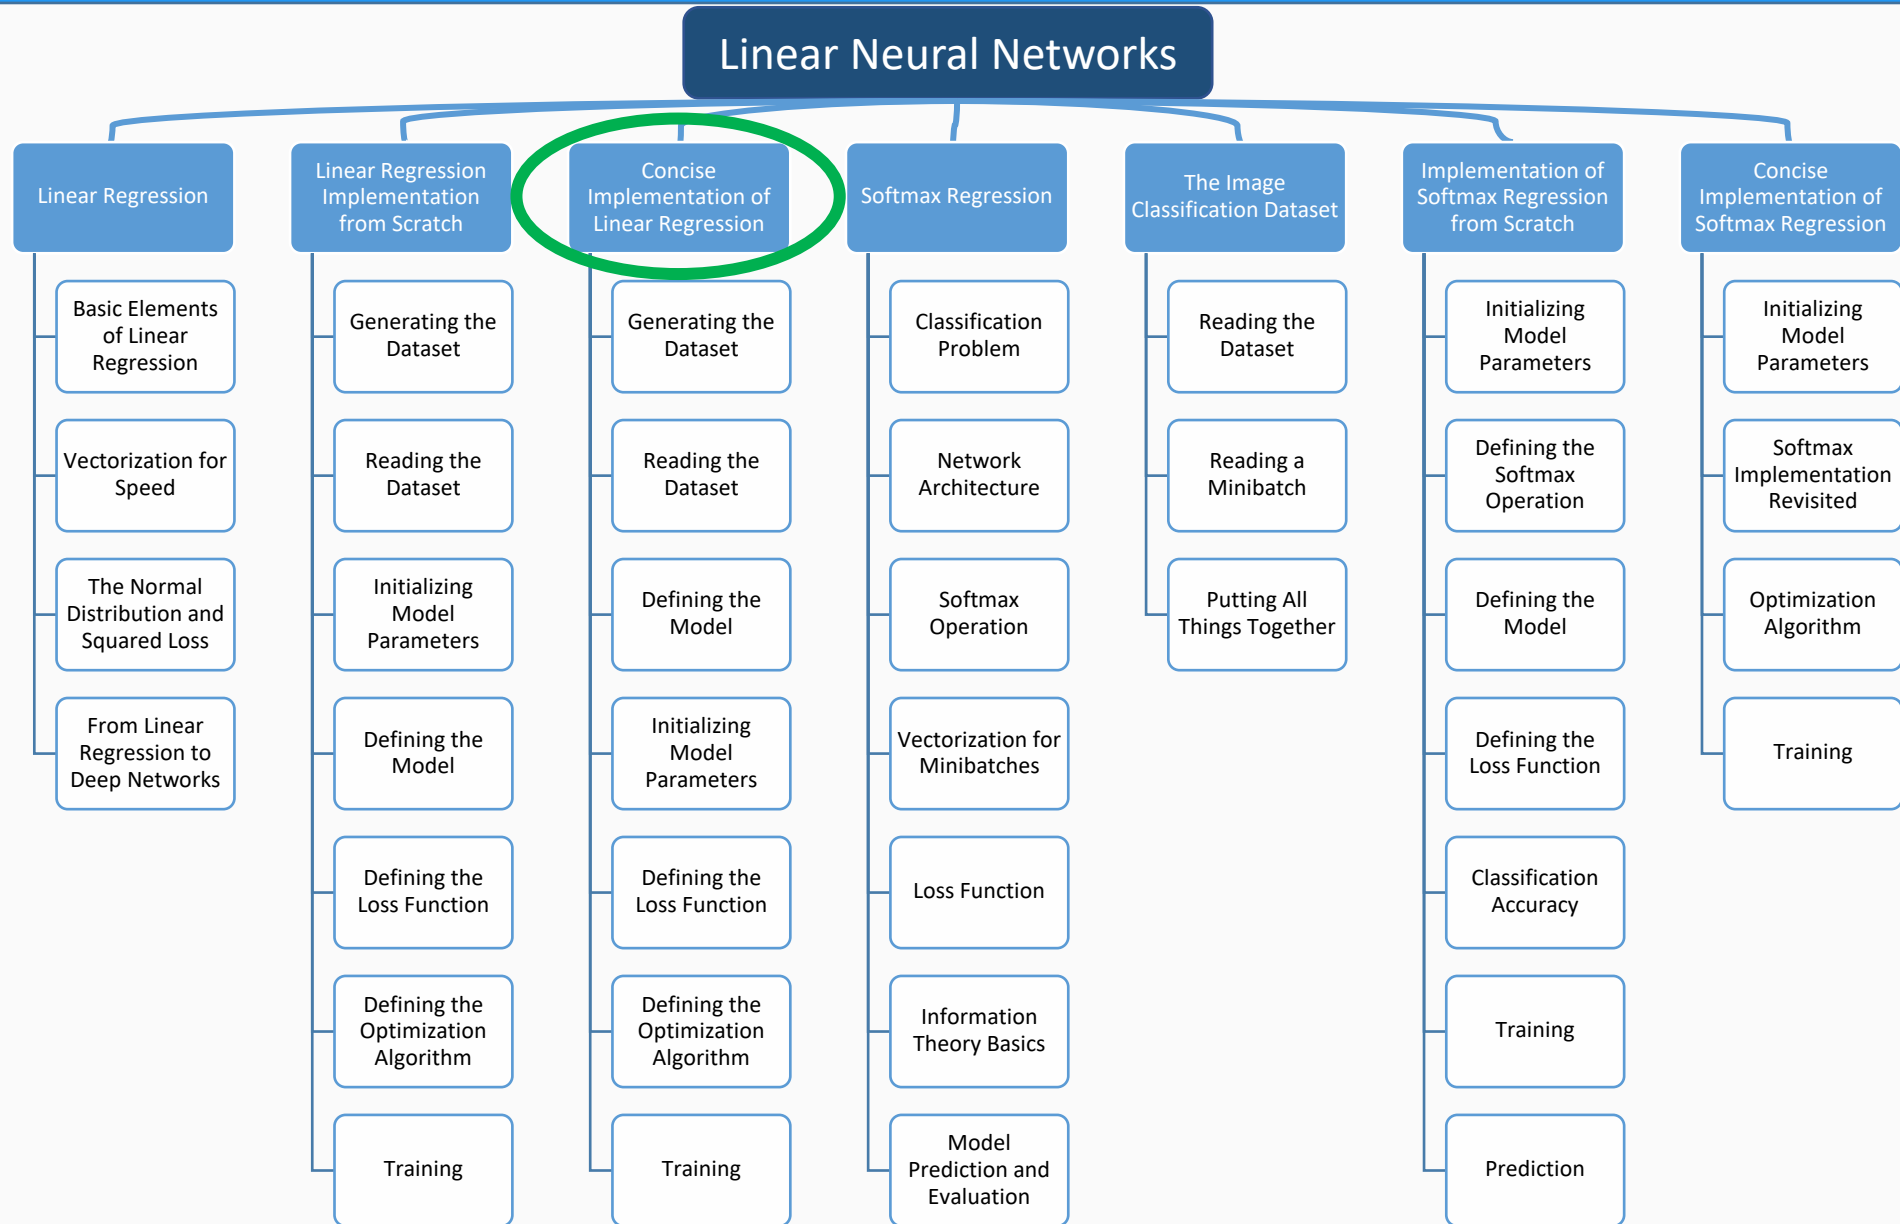 Linear Neural Networks
Linear Regression
Basic Elements
of Linear
Regression
Vectorization for
Speed
The Normal
Distribution and
Squared Loss
From Linear
Regression to
Deep Networks
Linear Regression
Implementation
from Scratch
Generating the
Dataset
Reading the
Dataset
Initializing
Model
Parameters
Defining the
Model
Defining the
Loss Function
Defining the
Optimization
Algorithm
Training
Concise
Implementation of
Linear Regression
Generating the
Dataset
Reading the
Dataset
Defining the
Model
Initializing
Model
Parameters
Defining the
Loss Function
Defining the
Optimization
Algorithm
Training
Softmax Regression
Classification
Problem
Network
Architecture
Softmax
Operation
Vectorization for
Minibatches
Loss Function
Information
Theory Basics
Model
Prediction and
Evaluation
The Image
Classification Dataset
Reading the
Dataset
Reading a
Minibatch
Putting All
Things Together
Implementation of
Softmax Regression
from Scratch
Initializing
Model
Parameters
Defining the
Softmax
Operation
Defining the
Model
Defining the
Loss Function
Classification
Accuracy
Training
Prediction
Concise
Implementation of
Softmax Regression
Initializing
Model
Parameters
Softmax
Implementation
Revisited
Optimization
Algorithm
Training